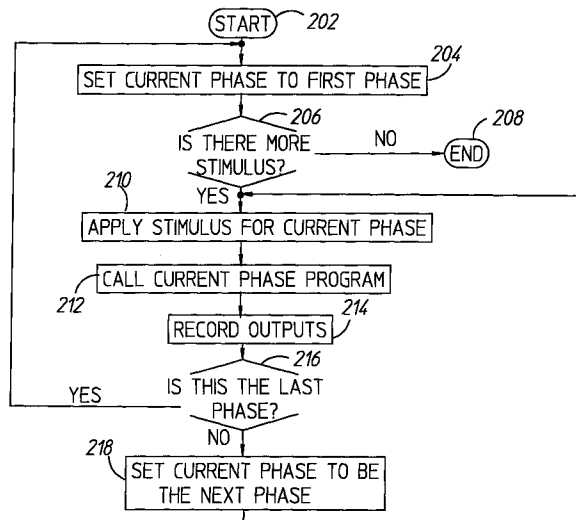 START
202
204
SET CURRENT PHASE TO FIRST PHASE
206
208
IS THERE MORE
STIMULUS?
NO
END
YES
210
APPLY STIMULUS FOR CURRENT PHASE
CALL CURRENT PHASE PROGRAM
212
214
RECORD OUTPUTS
216
IS THIS THE LAST
PHASE?
YES
NO
218
SET CURRENT PHASE TO BE
THE NEXT PHASE